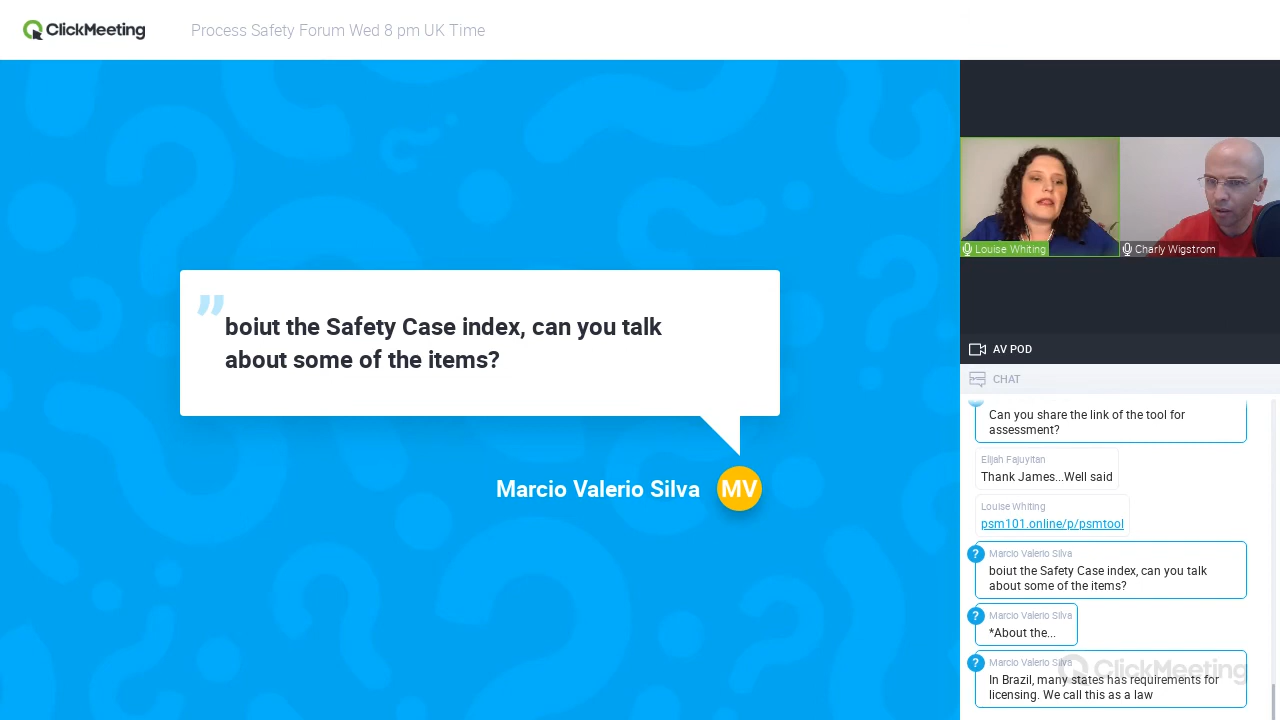 ClickMeeting
Process Safety Forum Wed 8 pm UK Time
boiut the Safety Case index, can you talk
about some of the items?
Marcio Valerio Silva
MV
Louise Whiting
Charly Wigstrom
AV POD
CHAT
Can you share the link of the tool for
assessment?
Elijah Fajuyitan
Thank James...Well said
Louise Whiting
psm101.online/p/psmtool
?
Marcio Valerio Silva
boiut the Safety Case index, can you talk
about some of the items?
?
Marcio Valerio Silva
*About the...
?
Marcio Valerio Silva
In Brazil, many states has requirements for
licensing. We call this as a law
ClickMeeting